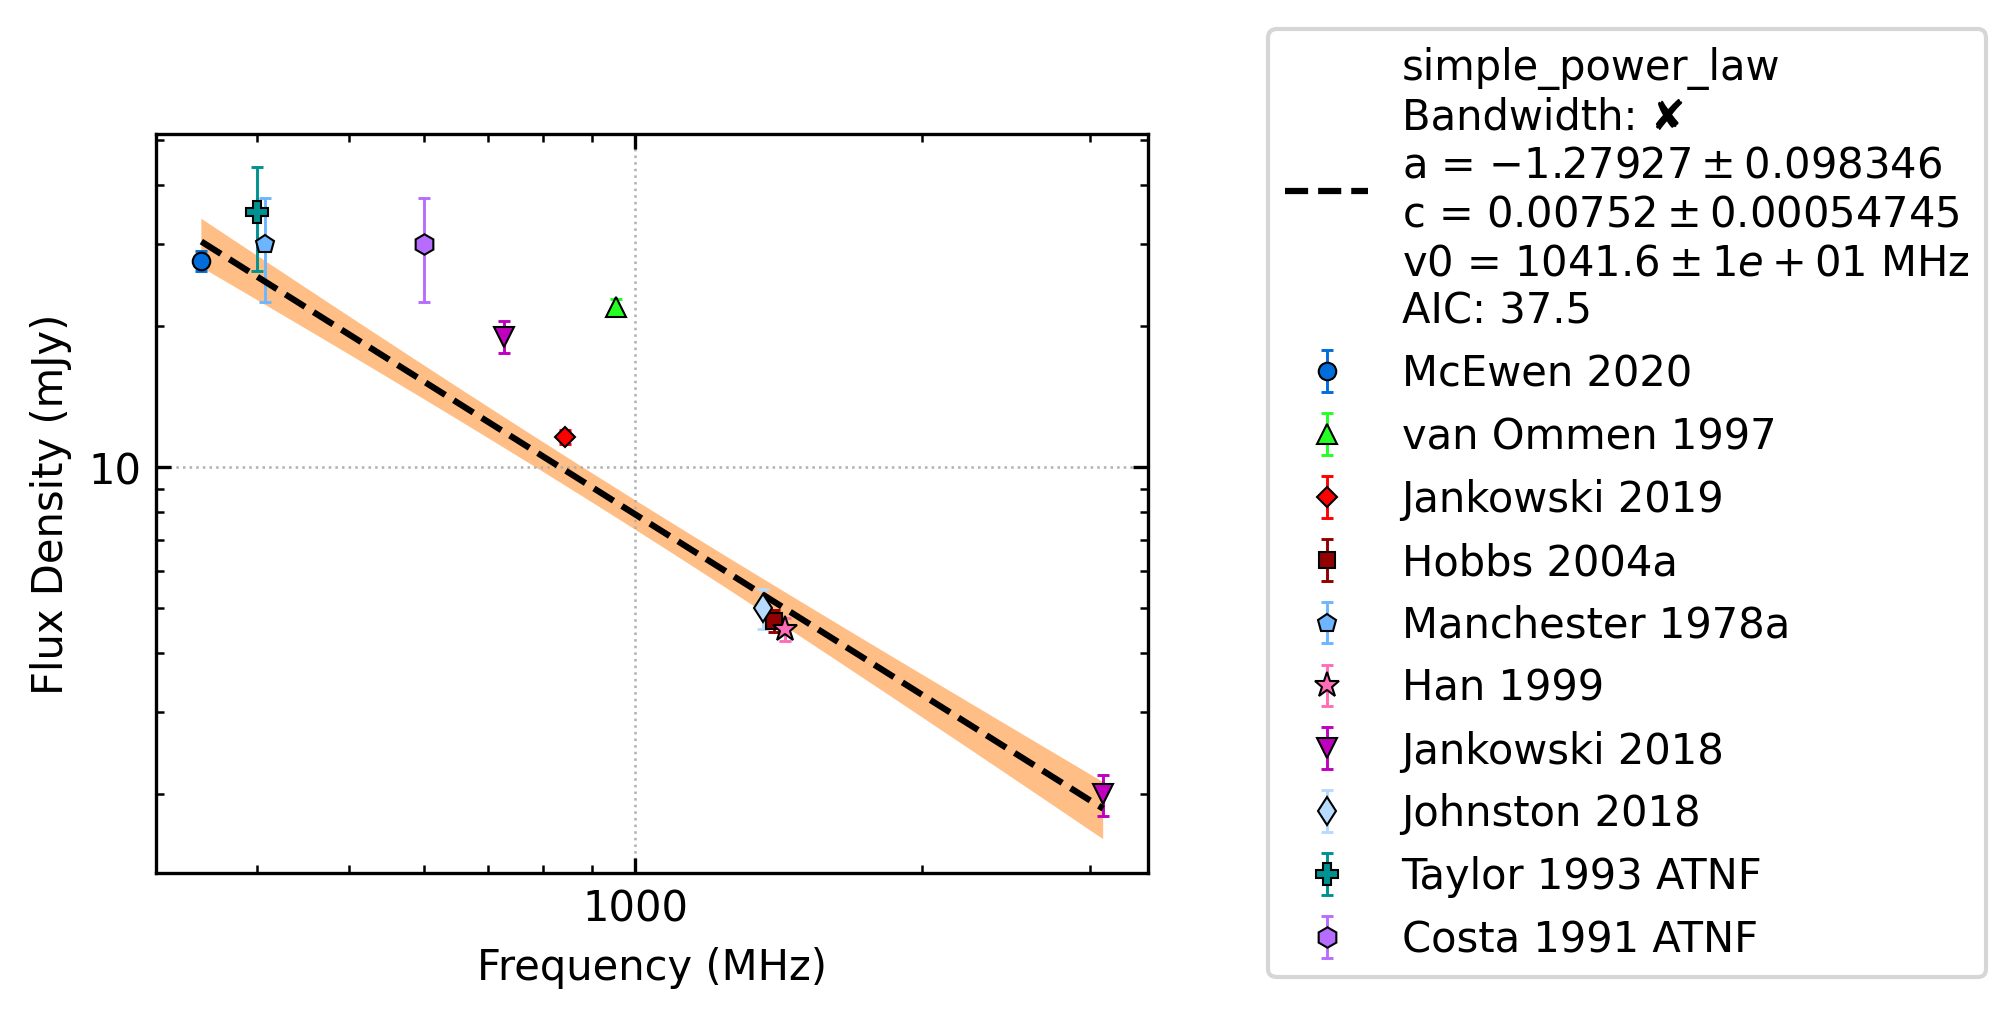 Flux Density (mJy)
10
1000
Frequency (MHz)
simple_power_law
Bandwidth: ✘
a = −1.27927 ± 0.098346
c = 0.00752 ± 0.00054745
v0 = 1041.6 ± 1e + 01 MHz
AIC: 37.5
McEwen 2020
van Ommen 1997
Jankowski 2019
Hobbs 2004a
Manchester 1978a
Han 1999
Jankowski 2018
Johnston 2018
Taylor 1993 ATNF
Costa 1991 ATNF